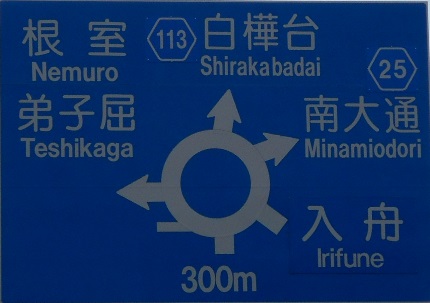 根室
Nemuro
113
白樺台
Shirakabadai
弟子屈
Teshikaga
25
南大通
Minamiodori
入舟
Irifune
300m